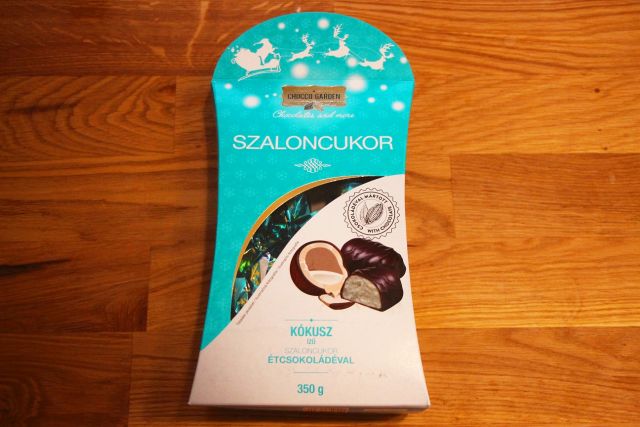 CHOCCO GARDEN
Chocolates and more
SZALONCUKOR
CSOKOLÁDÉVAL MÁRTOTT
WITH CHOCOLATE
KÓKUSZ
ÍZŰ
SZALONCUKOR
ÉTCSOKOLÁDÉVAL
350 g